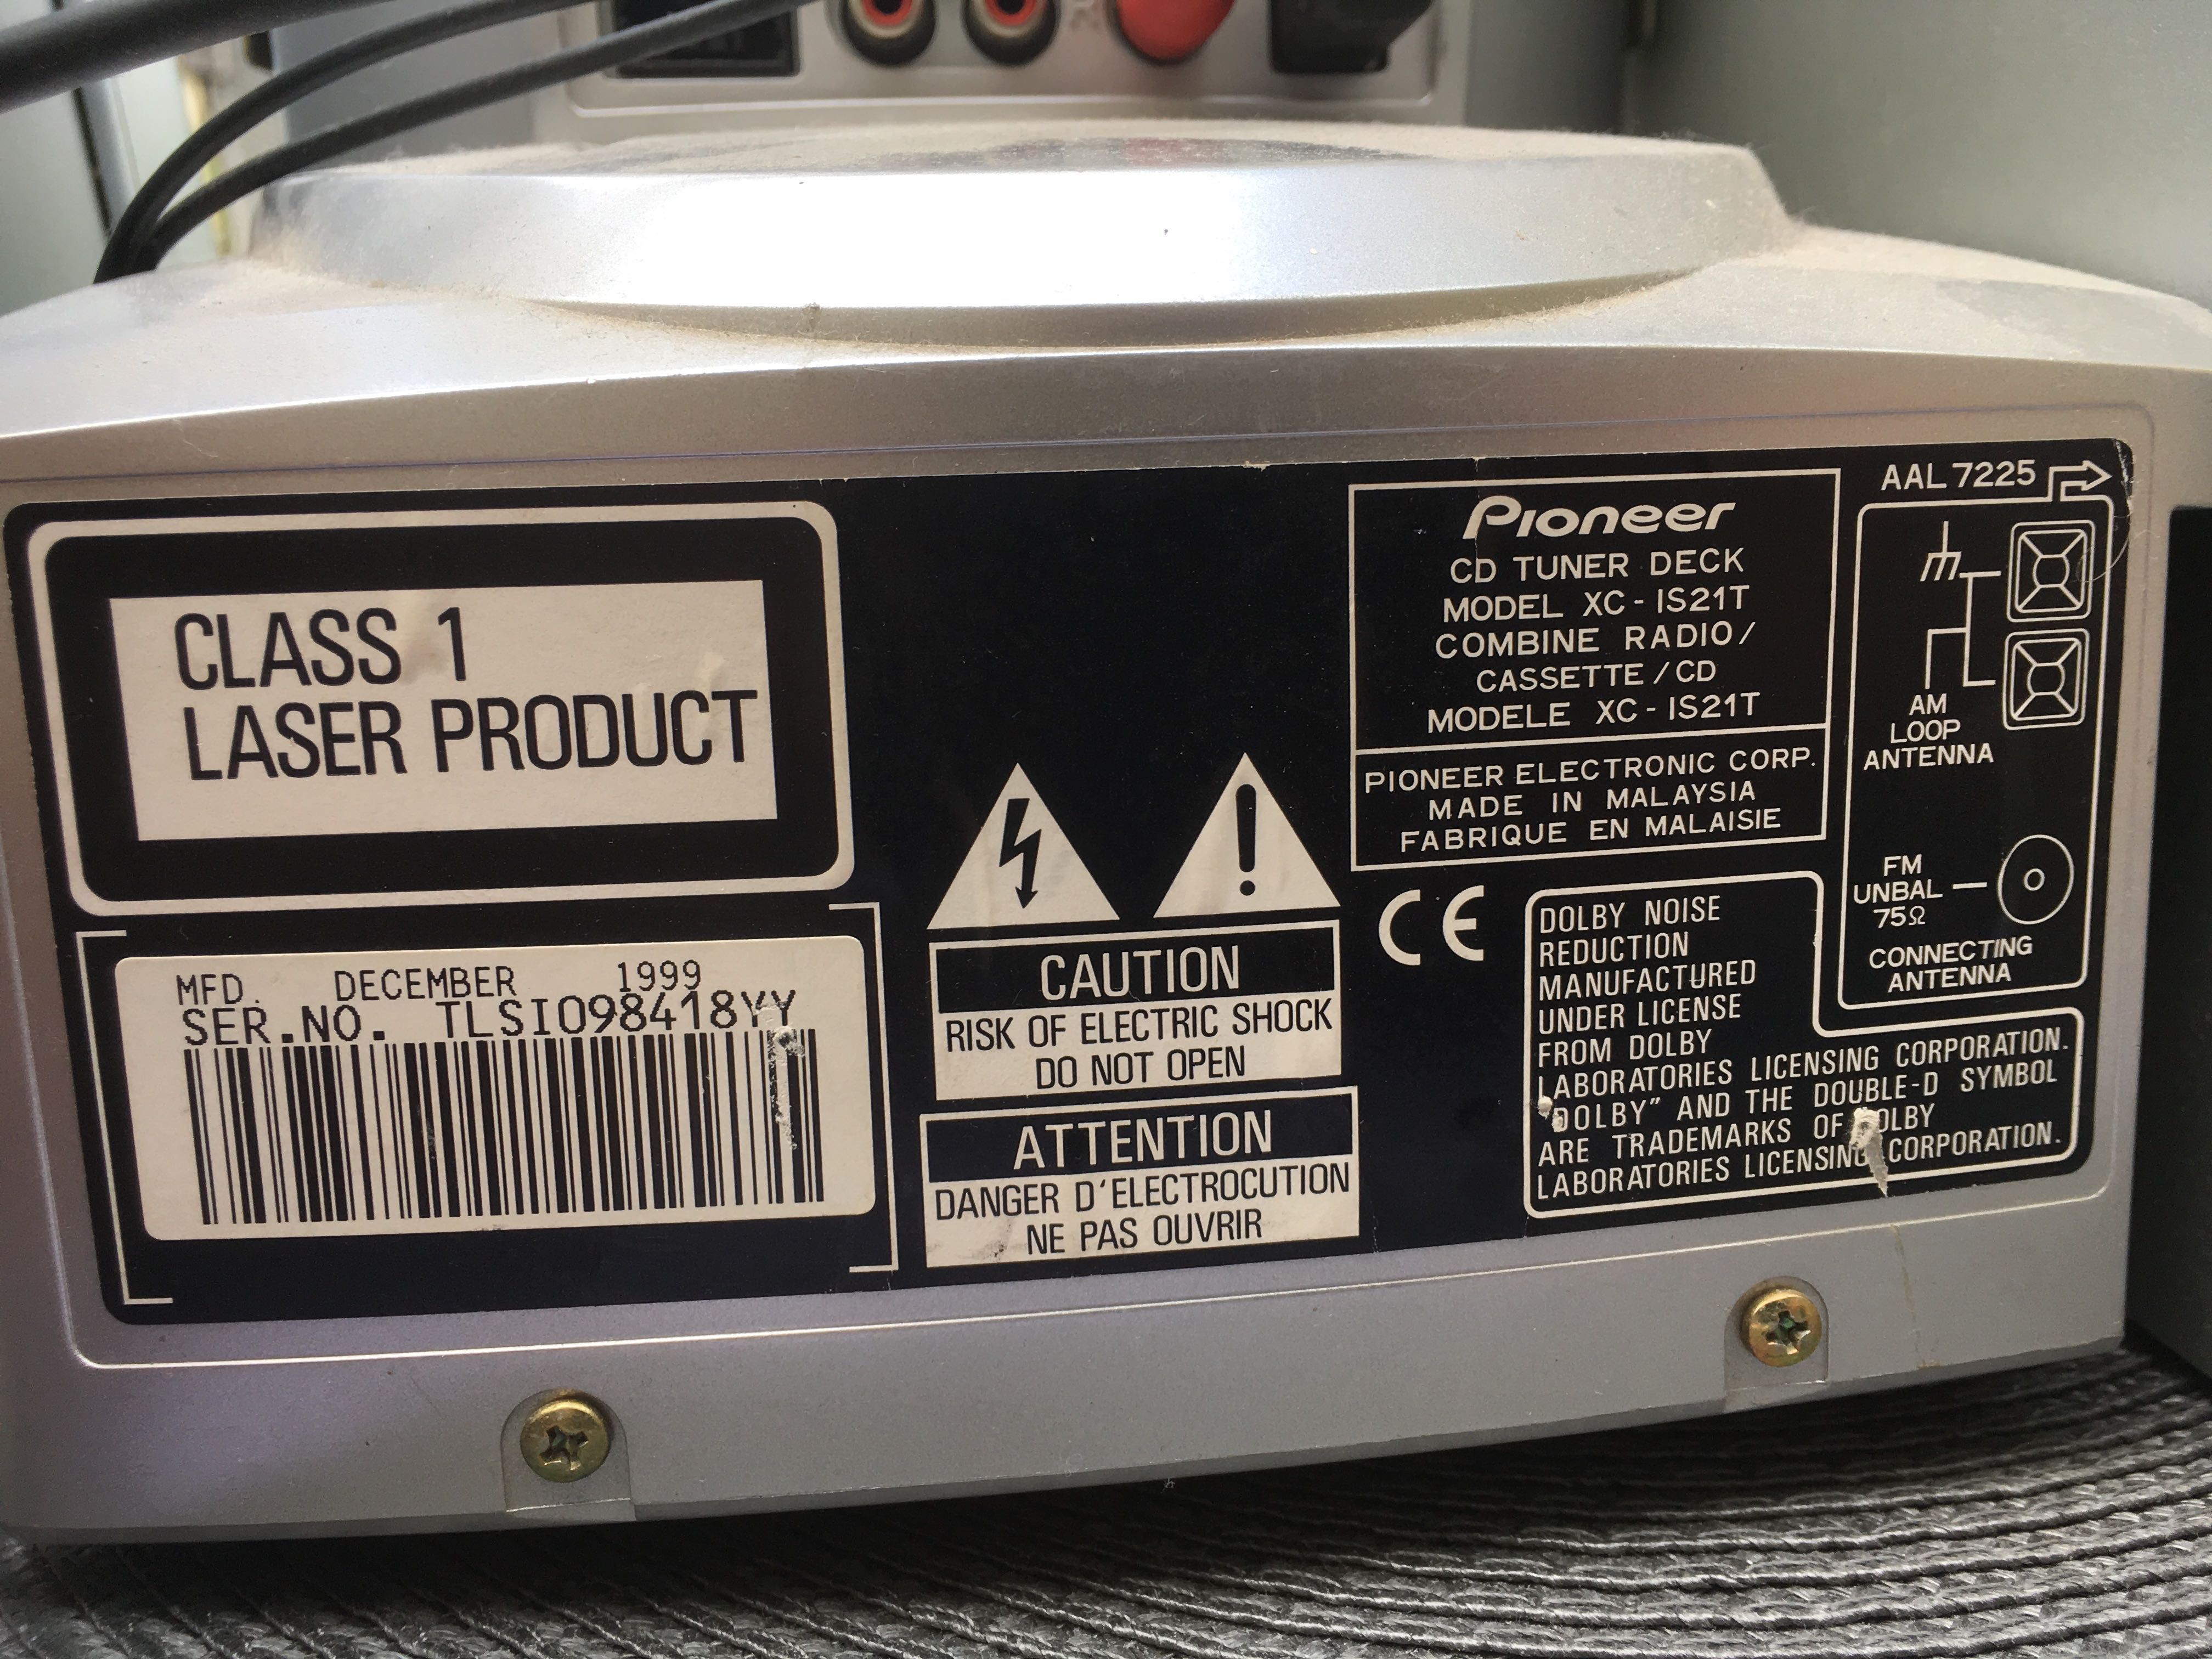 CLASS 1
LASER PRODUCT
MFD. DECEMBER 1999
SER.NO. TLSI098418YY
CAUTION
RISK OF ELECTRIC SHOCK
DO NOT OPEN
ATTENTION
DANGER D'ELECTROCUTION
NE PAS OUVRIR
Pioneer
CD TUNER DECK
MODEL XC-IS21T
COMBINE RADIO/
CASSETTE/CD
MODELE XC-IS21T
PIONEER ELECTRONIC CORP.
MADE IN MALAYSIA
FABRIQUE EN MALAISIE
CE
DOLBY NOISE
REDUCTION
MANUFACTURED
UNDER LICENSE
FROM DOLBY
LABORATORIES LICENSING CORPORATION.
"DOLBY" AND THE DOUBLE-D SYMBOL
ARE TRADEMARKS OF DOLBY
LABORATORIES LICENSING CORPORATION.
AAL7225
AM
LOOP
ANTENNA
FM
UNBAL
75Ω
CONNECTING
ANTENNA